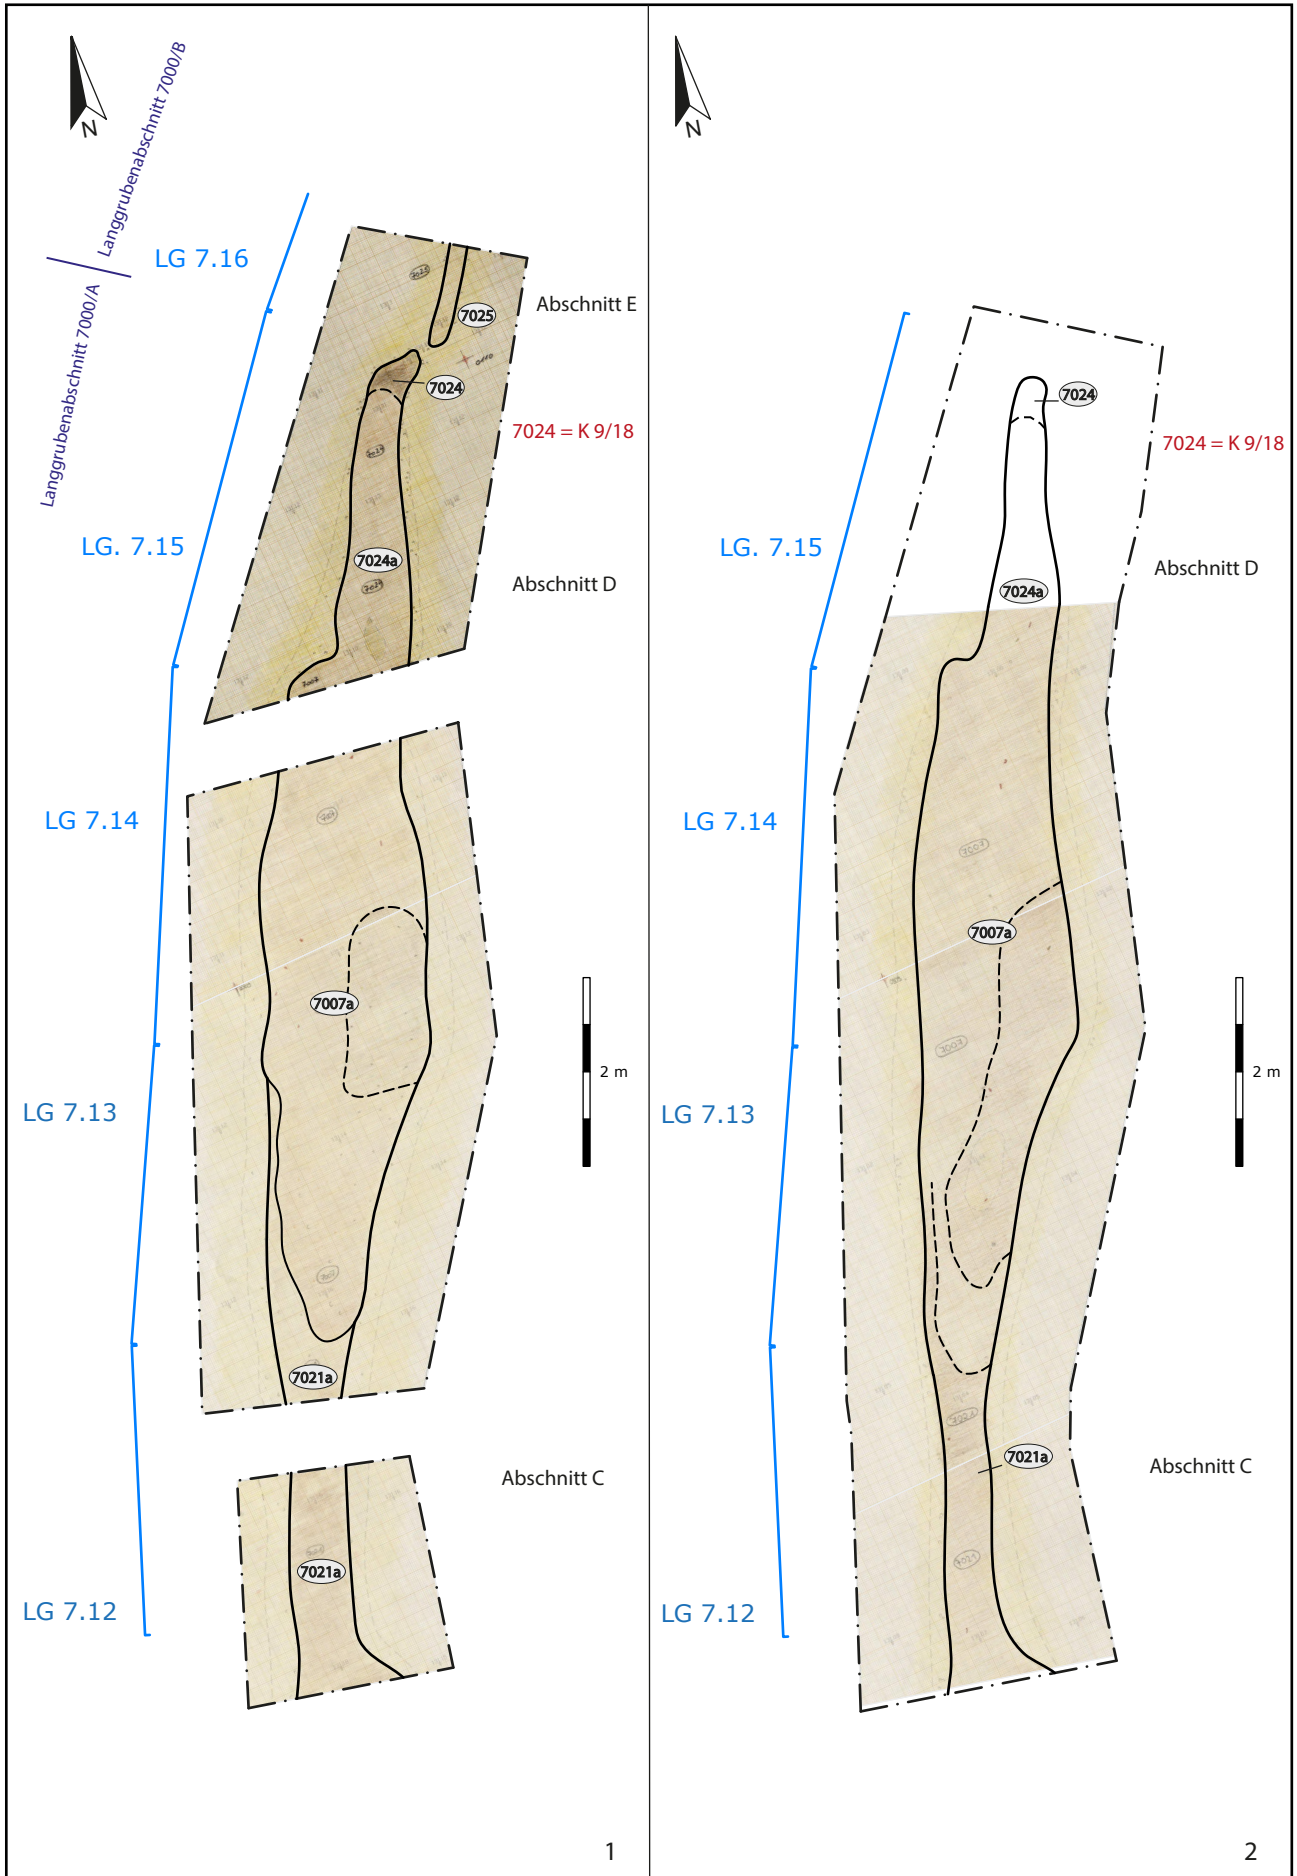 N
Langgrubenabschnitt 7000/B
Langgrubenabschnitt 7000/A
LG 7.16
Abschnitt E
7025
7024
7024 = K 9/18
LG. 7.15
7024a
Abschnitt D
LG 7.14
7007a
2 m
LG 7.13
7021a
Abschnitt C
7021a
LG 7.12
1
N
7024
7024 = K 9/18
LG. 7.15
Abschnitt D
7024a
LG 7.14
7007a
2 m
LG 7.13
7021a
Abschnitt C
LG 7.12
2